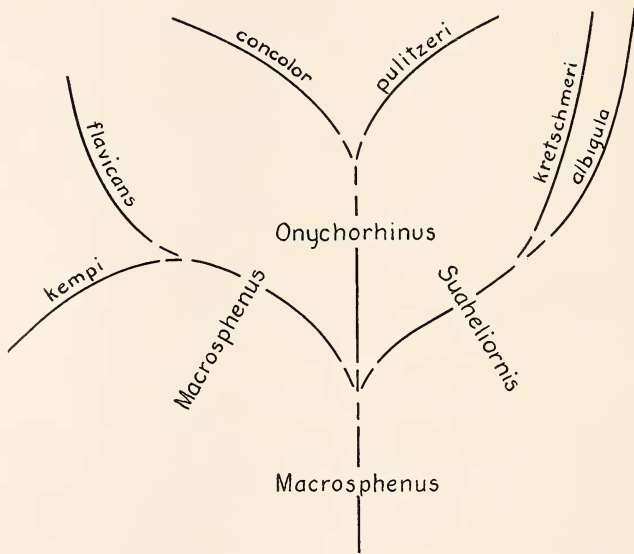 concolor
pulitzeri
kretschmeri
albigula
flavicans
kempi
Onychorhinus
Macrosphenus
Suaheliornis
Macrosphenus